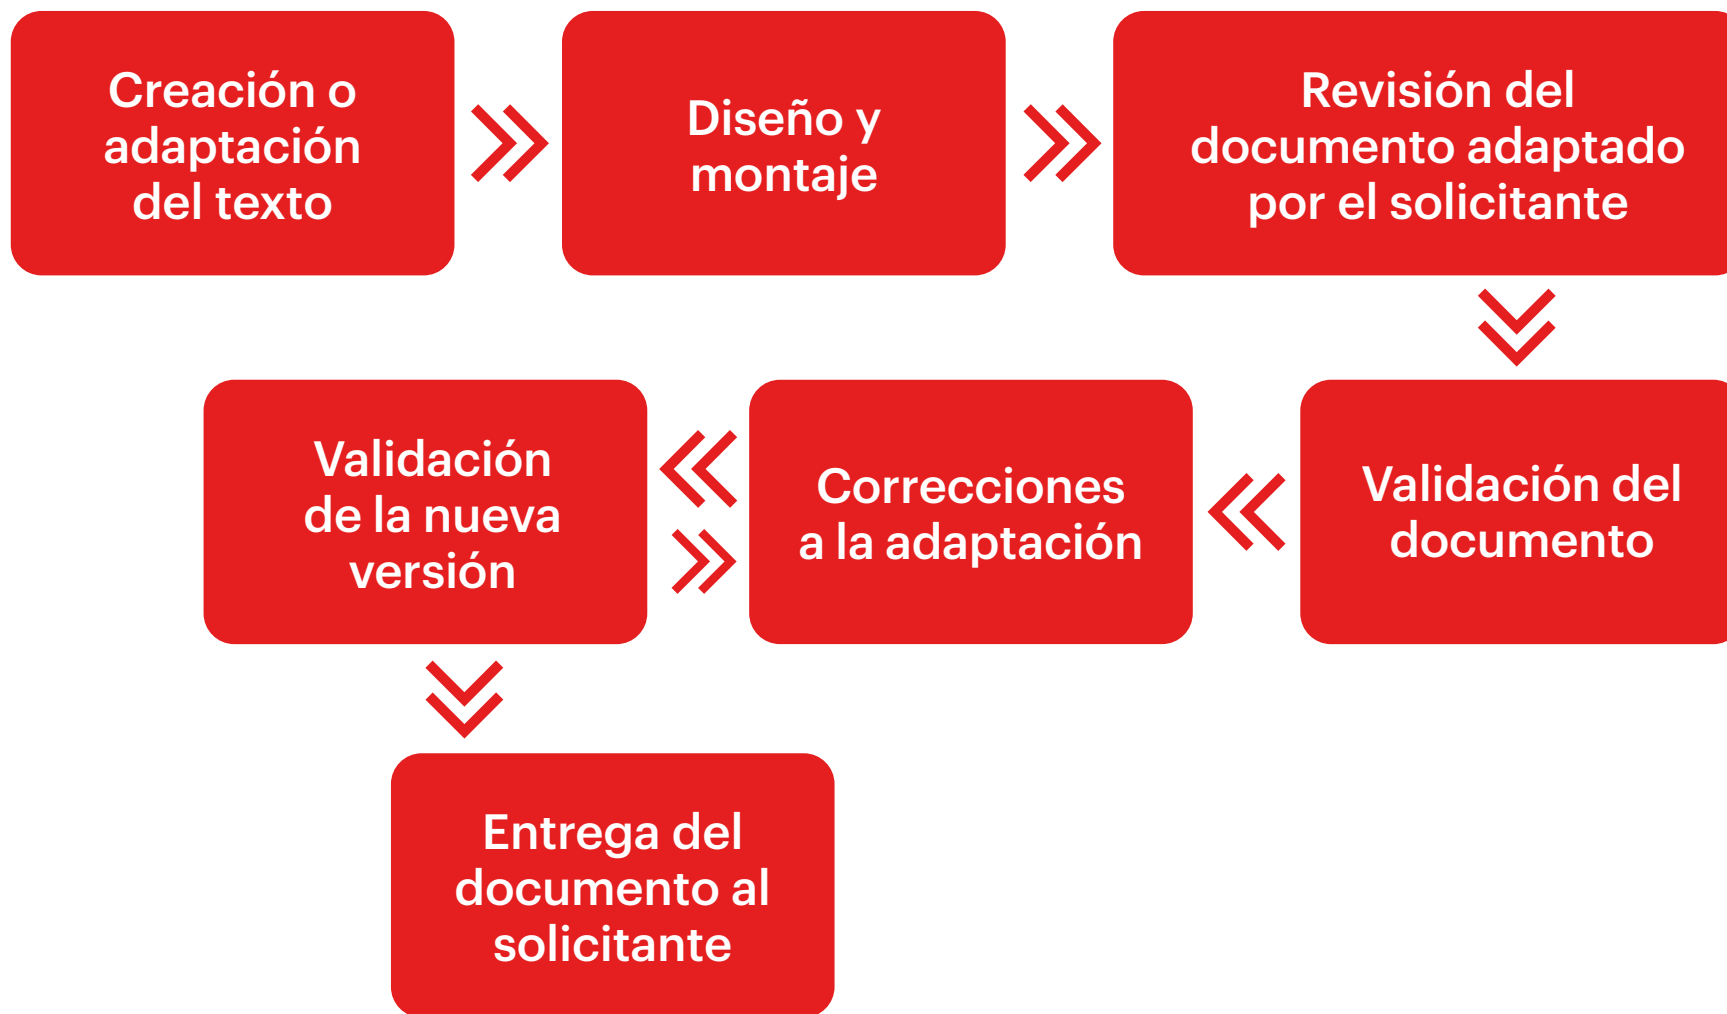 Creación o
adaptación
del texto
Diseño y
montaje
Revisión del
documento adaptado
por el solicitante
Validación del
documento
Correcciones
a la adaptación
Validación
de la nueva
versión
Entrega del
documento al
solicitante